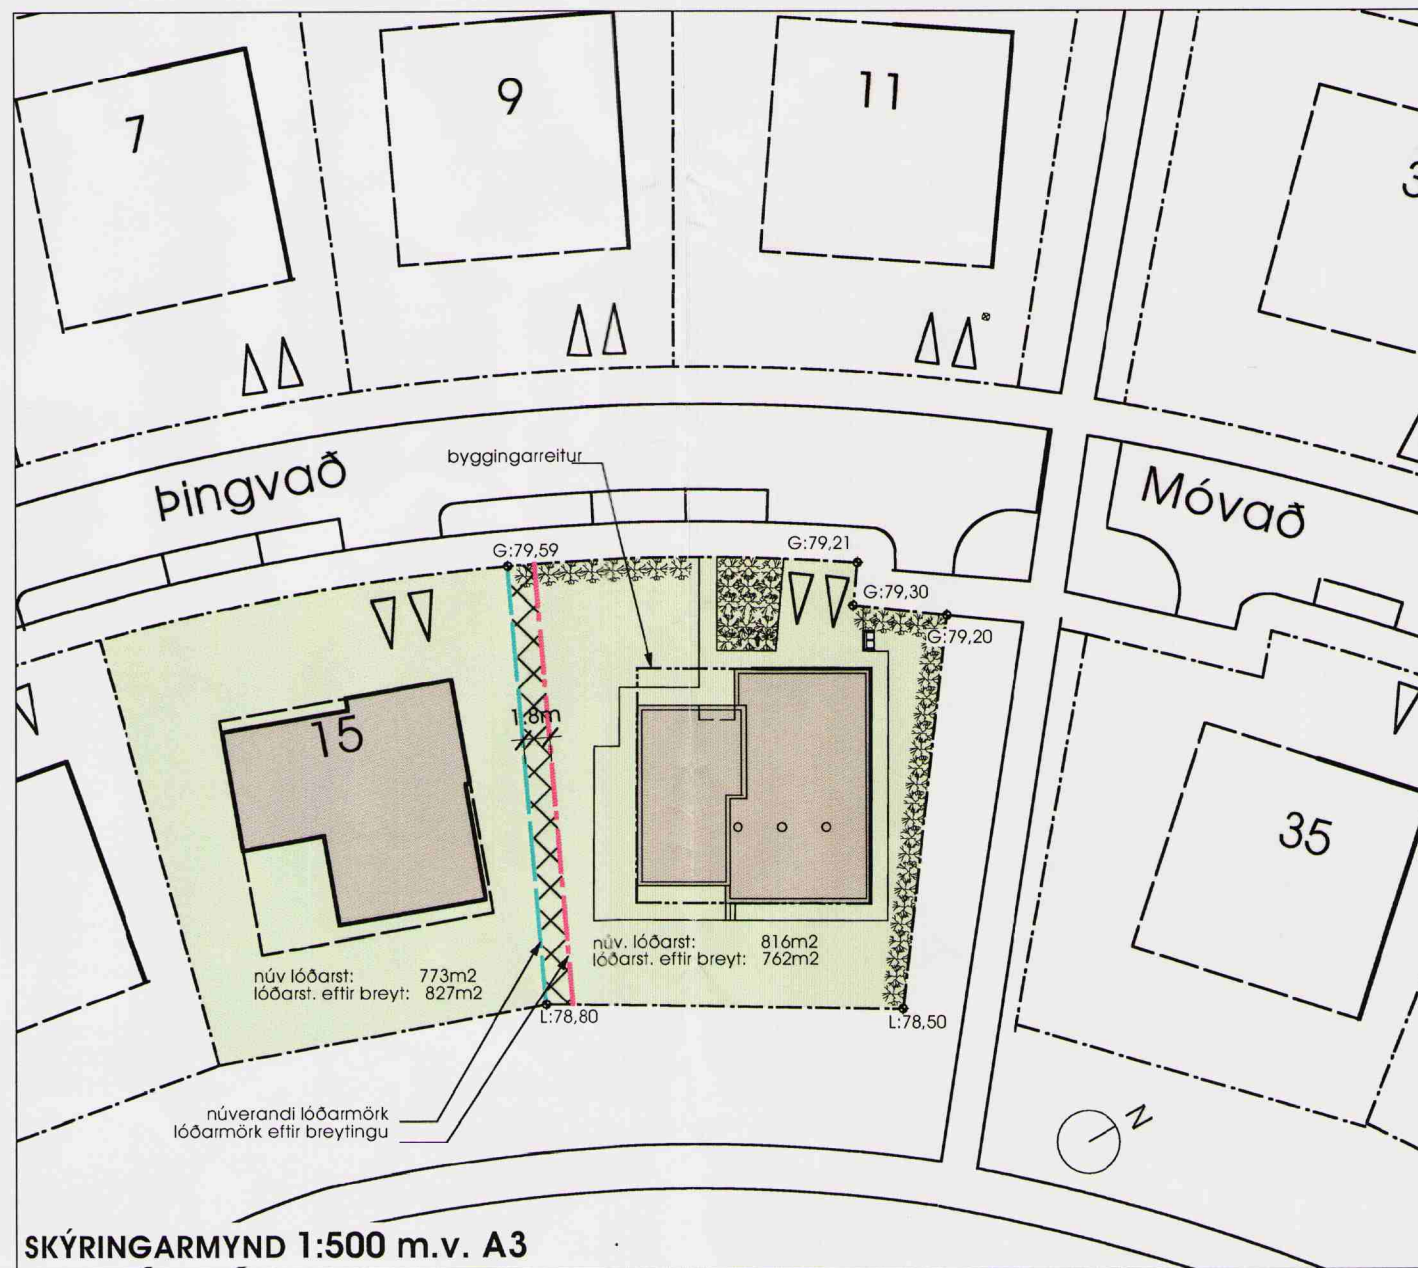 7
9
11
3
Þingvað
byggingarreitur
Móvað
G:79,59
G:79,21
G:79,30
G:79,20
15
1.8m
35
núv. lóðarst: 816m2
lóðarst. eftir breyt: 762m2
núv lóðarst: 773m2
lóðarst. eftir breyt: 827m2
L:78,80
L:78,50
núverandi lóðarmörk
lóðarmörk eftir breytingu
N
SKÝRINGARMYND 1:500 m.v. A3